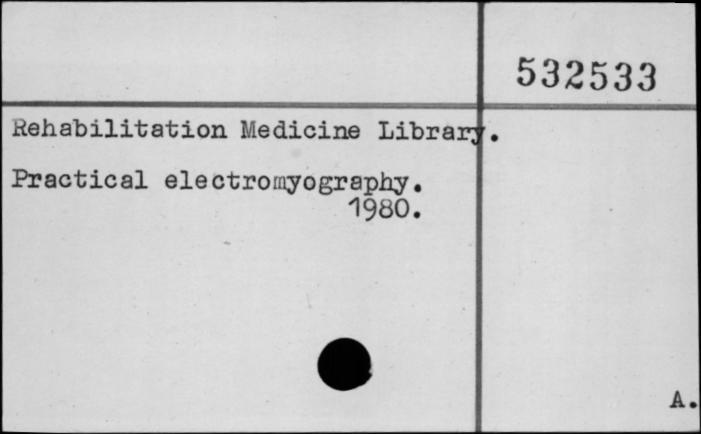 532533
Rehabilitation Medicine Library.
Practical electromyography.
1980.
A.